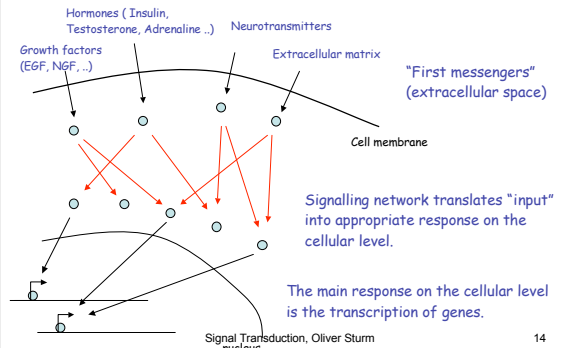 Hormones ( Insulin,
Testosterone, Adrenaline ..)
Neurotransmitters
Growth factors
(EGF, NGF, ..)
Extracellular matrix
"First messengers"
(extracellular space)
Cell membrane
Signalling network translates "input"
into appropriate response on the
cellular level.
The main response on the cellular level
is the transcription of genes.
Signal Transduction, Oliver Sturm
14
nucleus